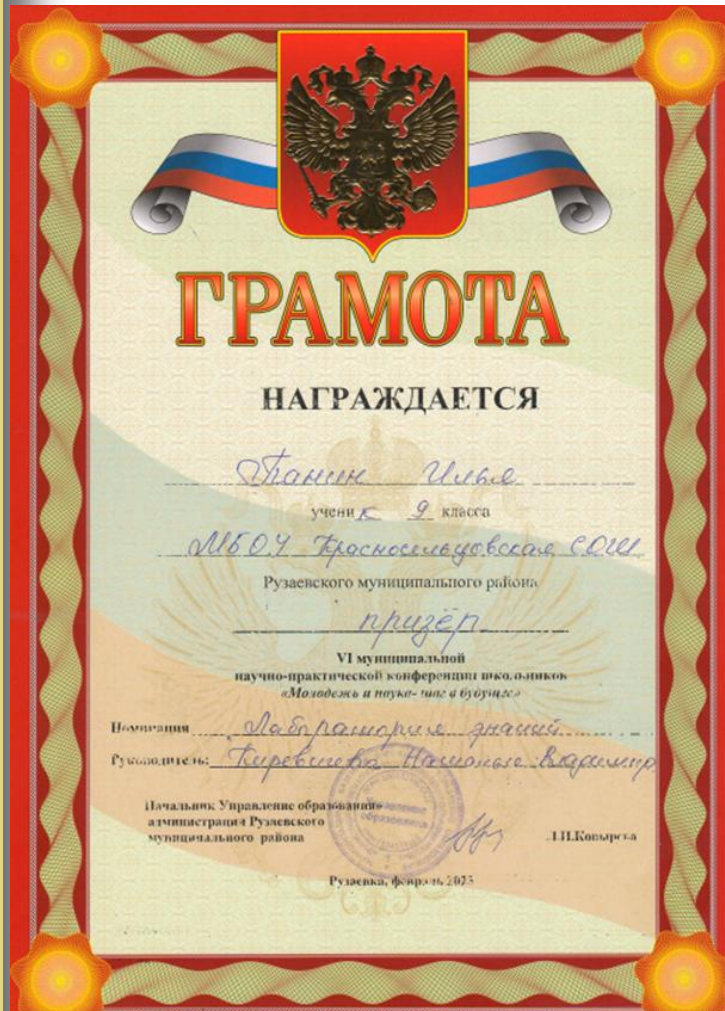 ГРАМОТА
НАГРАЖДАЕТСЯ
Панин Илья
ученик 9 класса
МБОУ Красносельцовская СОШ
Рузаевского муниципального района
призёр
VI муниципальной
научно-практической конференции школьников
«Молодежь и наука- шаг в будущее»
Номинация Лаборатория знаний
Руководитель: Наталья Владимир
Начальник Управление образования»
администрации Рузаевского
муниципального района
Рузаевка, февраль